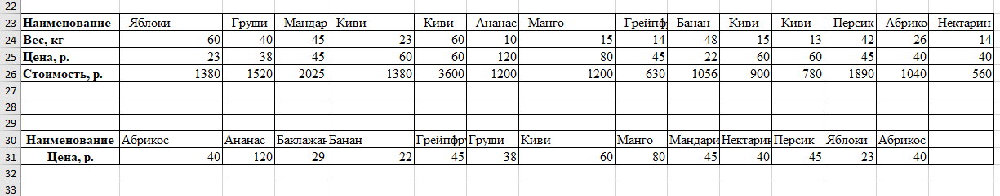 22
23 Наименование Яблоки Груши Мандар Киви Киви Ананас Манго Грейпф Банан Киви Киви Персик Абрико Нектарин
24 Вес, кг 60 40 45 23 60 10 15 14 48 15 13 42 26 14
25 Цена, р. 23 38 45 60 60 120 80 45 22 60 60 45 40 40
26 Стоимость, р. 1380 1520 2025 1380 3600 1200 1200 630 1056 900 780 1890 1040 560
27
28
29
30 Наименование Абрикос Ананас Баклажан Банан Грейпфру Груши Киви Манго Мандари Нектарин Персик Яблоки Абрикос
31 Цена, р. 40 120 29 22 45 38 60 80 45 40 45 23 40
32
33